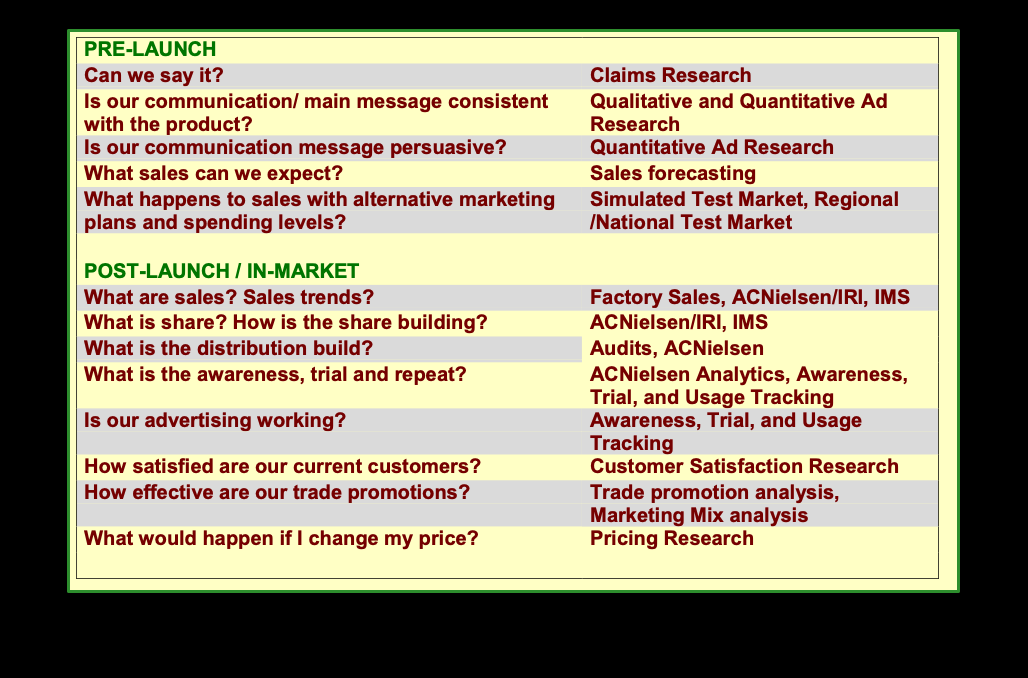 PRE-LAUNCH
Can we say it? Claims Research
Is our communication/ main message consistent Qualitative and Quantitative Ad
with the product? Research
Is our communication message persuasive? Quantitative Ad Research
What sales can we expect? Sales forecasting
What happens to sales with alternative marketing Simulated Test Market, Regional
plans and spending levels? /National Test Market
POST-LAUNCH / IN-MARKET
What are sales? Sales trends? Factory Sales, ACNielsen/IRI, IMS
What is share? How is the share building? ACNielsen/IRI, IMS
What is the distribution build? Audits, ACNielsen
What is the awareness, trial and repeat? ACNielsen Analytics, Awareness,
Trial, and Usage Tracking
Is our advertising working? Awareness, Trial, and Usage
Tracking
How satisfied are our current customers? Customer Satisfaction Research
How effective are our trade promotions? Trade promotion analysis,
Marketing Mix analysis
What would happen if I change my price? Pricing Research